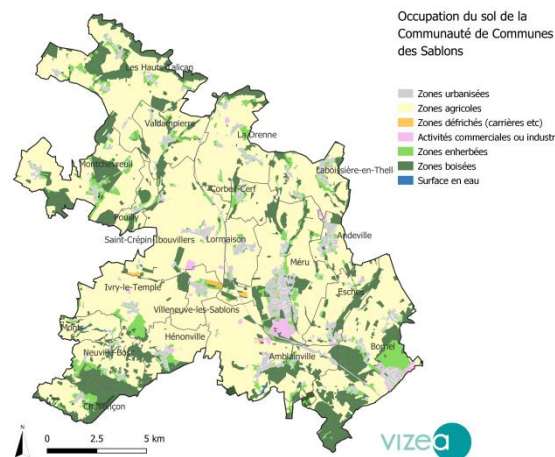 Occupation du sol de la
Communauté de Communes
des Sablons
Zones urbanisées
Zones agricoles
Zones défrichés (carrières etc)
Activités commerciales ou industr
Zones enherbées
Zones boisées
Surface en eau
Les Hauts Talican
Valdampierre
La Drenne
Montchevreuil
Laboissière-en-Thell
Corbeil-Cerf
Pouilly
Andeville
Saint-Crépin-Ibouvillers
Lormaison
Méru
Ivry-le-Temple
Esches
Villeneuve-les-Sablons
Monts
Hénonville
Bornel
Neuville-Bosc
Amblainville
Chavençon
N
0 2.5 5 km
vizea